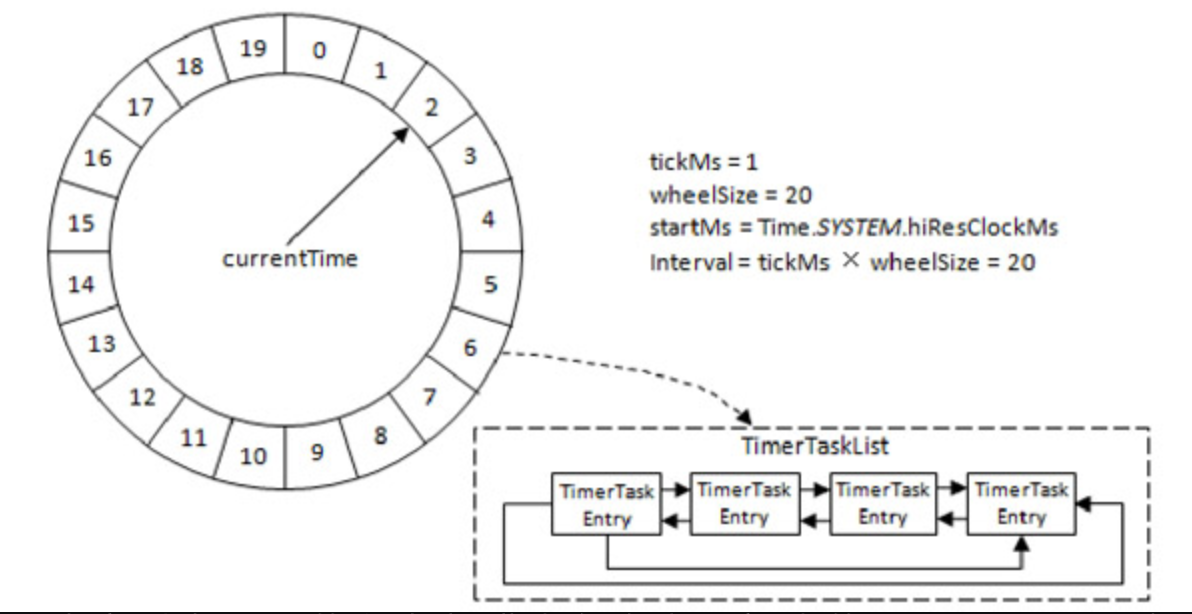 0
1
2
3
4
5
6
7
8
9
10
11
12
13
14
15
16
17
18
19
currentTime
tickMs = 1
wheelSize = 20
startMs = Time.SYSTEM.hiResClockMs
Interval = tickMs × wheelSize = 20
TimerTaskList
TimerTask
Entry
TimerTask
Entry
TimerTask
Entry
TimerTask
Entry